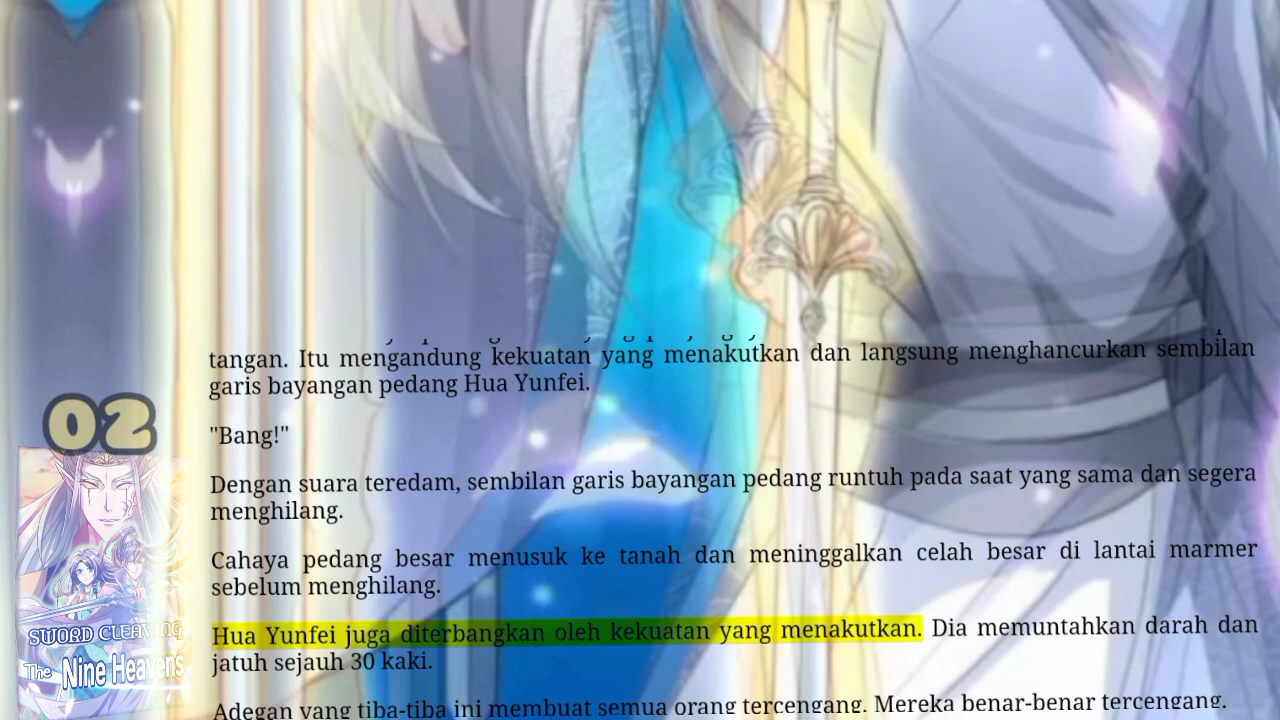 tangan. Itu mengandung kekuatan yang menakutkan dan langsung menghancurkan sembilan
garis bayangan pedang Hua Yunfei.
"Bang!"
Dengan suara teredam, sembilan garis bayangan pedang runtuh pada saat yang sama dan segera
menghilang.
Cahaya pedang besar menusuk ke tanah dan meninggalkan celah besar di lantai marmer
sebelum menghilang.
Hua Yunfei juga diterbangkan oleh kekuatan yang menakutkan. Dia memuntahkan darah dan
jatuh sejauh 30 kaki.
Adegan yang tiba-tiba ini membuat semua orang tercengang. Mereka benar-benar tercengang.
02
SWORD CLEAVING
The Nine Heavens